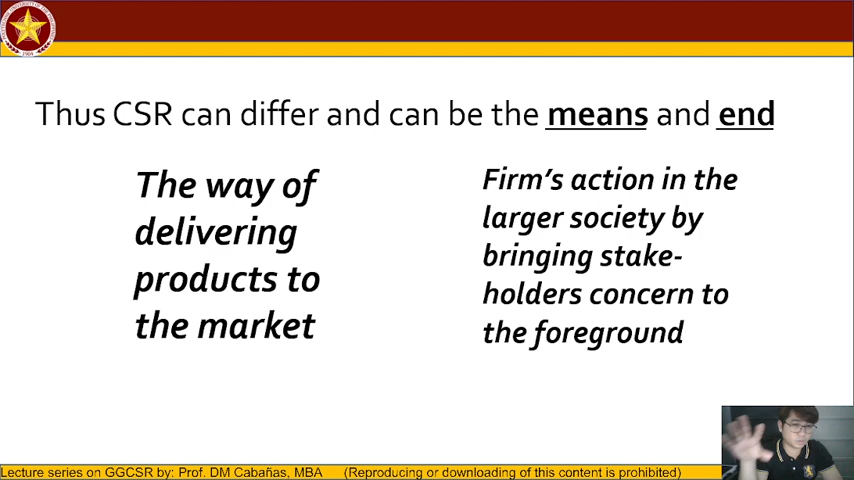 Thus CSR can differ and can be the means and end
The way of
delivering
products to
the market
Firm's action in the
larger society by
bringing stake-
holders concern to
the foreground
Lecture series on GGCSR by: Prof. DM Cabañas, MBA (Reproducing or downloading of this content is prohibited)